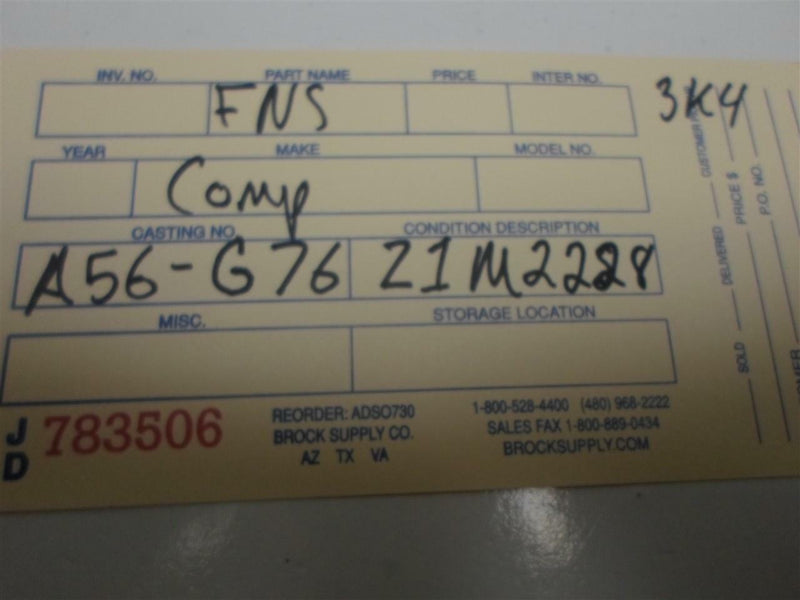 INV. NO. PART NAME PRICE INTER NO.
FNS 3K4
YEAR MAKE MODEL NO.
Comp
CASTING NO. CONDITION DESCRIPTION
A56-G76 21M2228
MISC. STORAGE LOCATION
JD 783506
REORDER: ADSO730
BROCK SUPPLY CO.
AZ TX VA
1-800-528-4400 (480) 968-2222
SALES FAX 1-800-889-0434
BROCKSUPPLY.COM
SOLD DELIVERED CUSTOMER
PRICE $
P.O. NO.